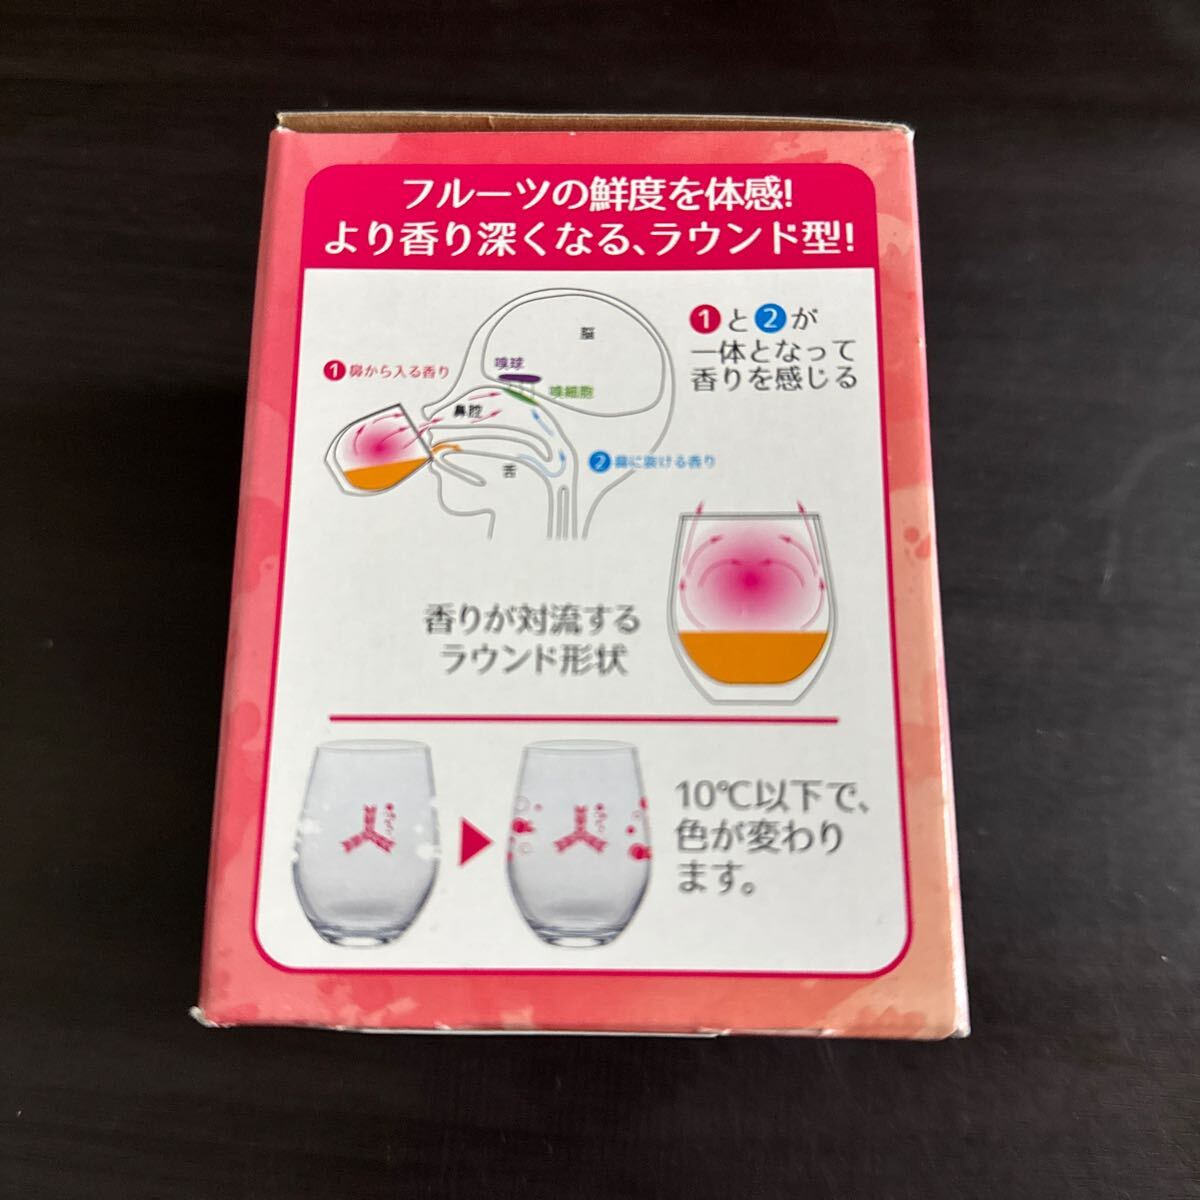 フルーツの鮮度を体感!
より香り深くなる、ラウンド型!
1と2が
一体となって
香りを感じる
脳
嗅球
1鼻から入る香り
嗅細胞
鼻腔
2鼻に抜ける香り
舌
香りが対流する
ラウンド形状
10℃以下で、
色が変わり
ます。